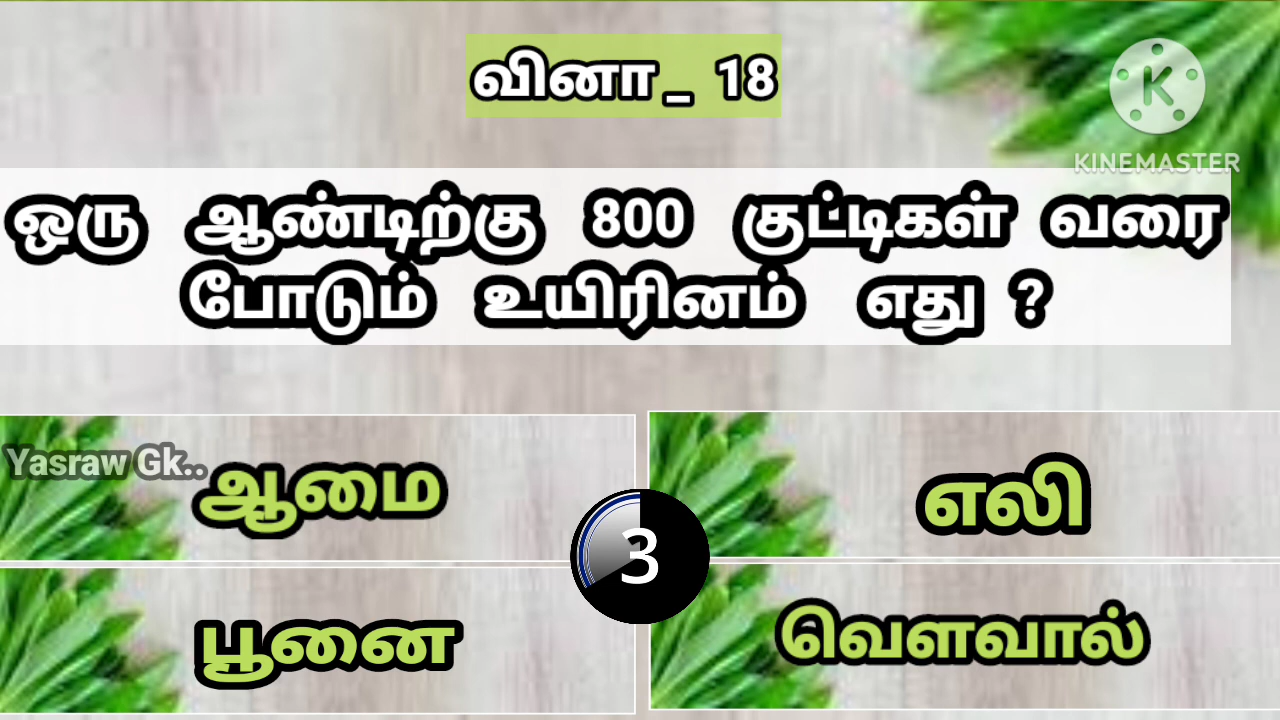 வினா_ 18
KINEMASTER
ஒரு ஆண்டிற்கு 800 குட்டிகள் வரை
போடும் உயிரினம் எது ?
Yasraw Gk..
ஆமை
எலி
3
பூனை
வௌவால்